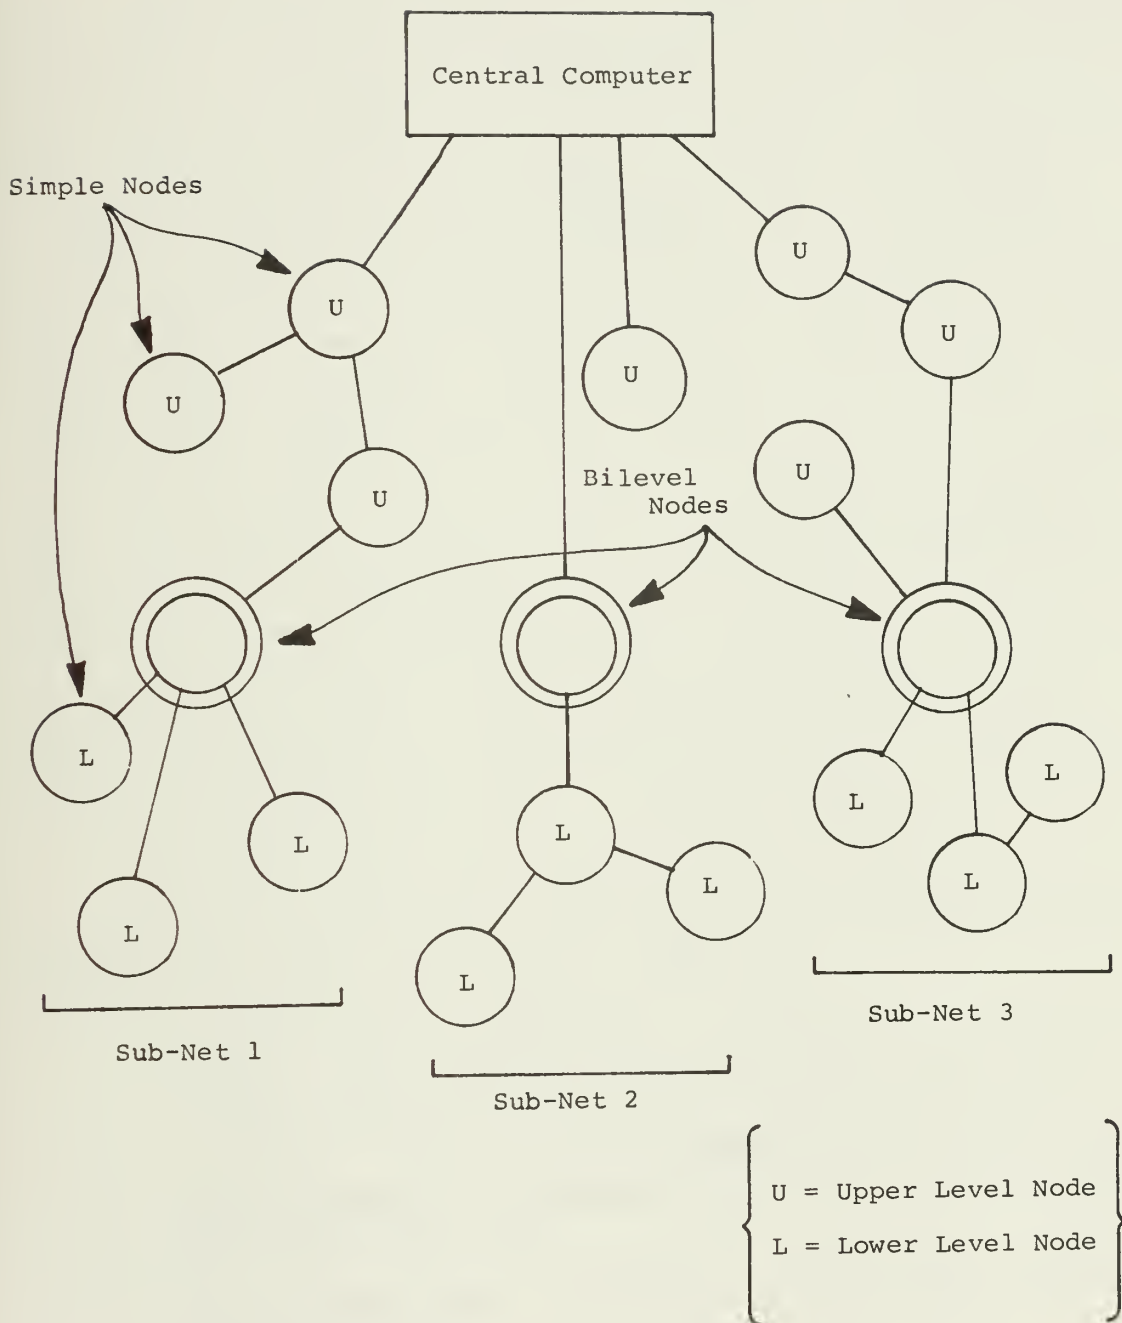 Central Computer
Simple Nodes
U
U
U
U
U
U
Bilevel
Nodes
U
L
L
L
L
L
L
L
L
L
Sub-Net 1
Sub-Net 2
Sub-Net 3
U = Upper Level Node
L = Lower Level Node